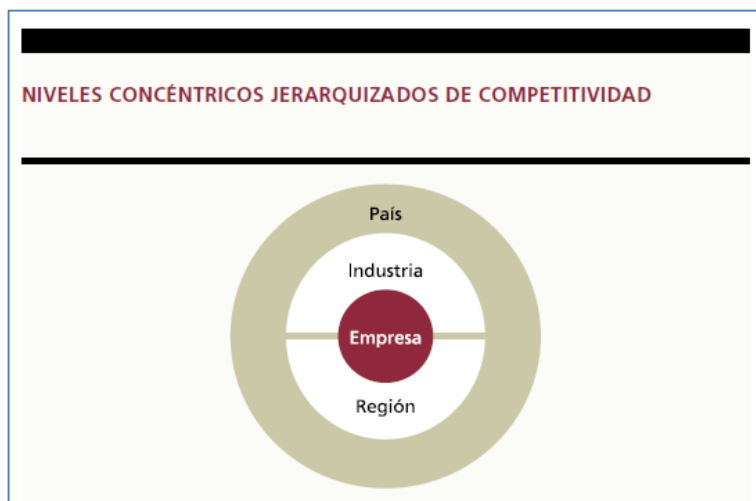 NIVELES CONCÉNTRICOS JERARQUIZADOS DE COMPETITIVIDAD
País
Industria
Empresa
Región